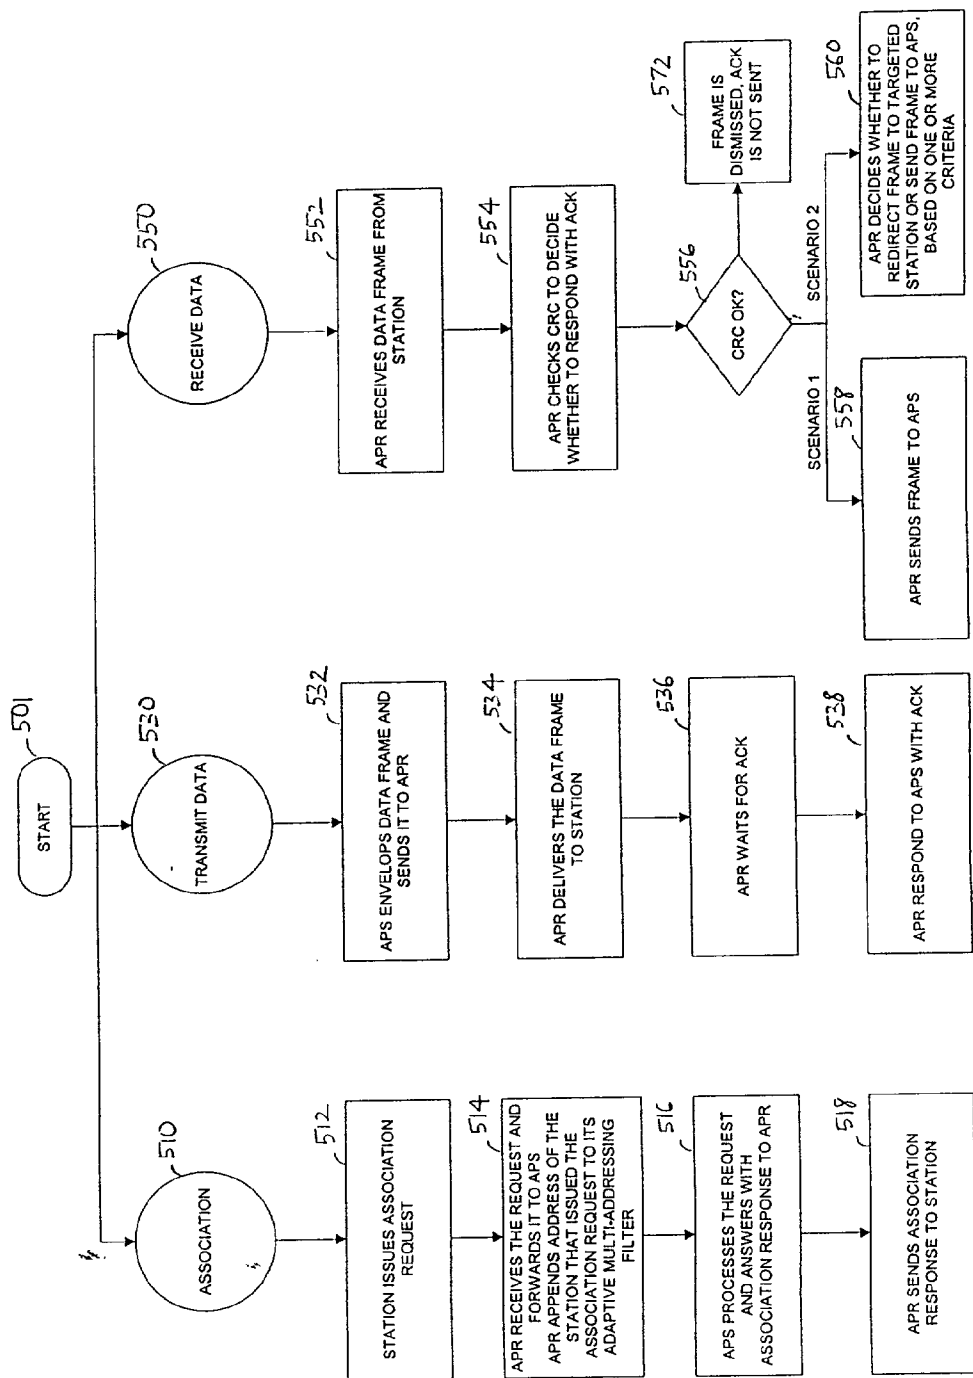 START
501
ASSOCIATION
510
STATION ISSUES ASSOCIATION
REQUEST
512
APR RECEIVES THE REQUEST AND
FORWARDS IT TO APS
APR APPENDS ADDRESS OF THE
STATION THAT ISSUED THE
ASSOCIATION REQUEST TO ITS
ADAPTIVE MULTI-ADDRESSING
FILTER
514
APS PROCESSES THE REQUEST
AND ANSWERS WITH
ASSOCIATION RESPONSE TO APR
516
APR SENDS ASSOCIATION
RESPONSE TO STATION
518
TRANSMIT DATA
530
APS ENVELOPS DATA FRAME AND
SENDS IT TO APR
532
APR DELIVERS THE DATA FRAME
TO STATION
534
APR WAITS FOR ACK
536
APR RESPOND TO APS WITH ACK
538
RECEIVE DATA
550
APR RECEIVES DATA FRAME FROM
STATION
552
APR CHECKS CRC TO DECIDE
WHETHER TO RESPOND WITH ACK
554
CRC OK?
556
FRAME IS
DISMISSED, ACK
IS NOT SENT
572
SCENARIO 1
SCENARIO 2
APR SENDS FRAME TO APS
558
APR DECIDES WHETHER TO
REDIRECT FRAME TO TARGETED
STATION OR SEND FRAME TO APS,
BASED ON ONE OR MORE
CRITERIA
560